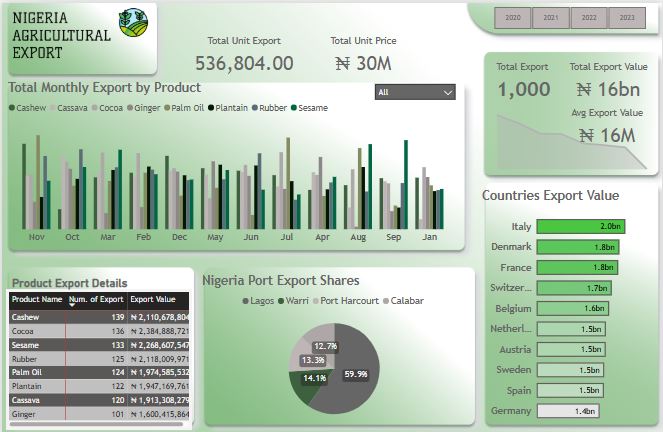 NIGERIA
AGRICULTURAL
EXPORT
Total Unit Export
536,804.00
Total Unit Price
₦ 30M
2020 2021 2022 2023
Total Export
1,000
Total Export Value
₦ 16bn
Avg Export Value
₦ 16M
Total Monthly Export by Product
All
Cashew Cassava Cocoa Ginger Palm Oil Plantain Rubber Sesame
Nov Oct Mar Feb Dec May Jun Jul Apr Aug Sep Jan
Countries Export Value
Italy 2.0bn
Denmark 1.8bn
France 1.8bn
Switzer... 1.7bn
Belgium 1.6bn
Netherl... 1.5bn
Austria 1.5bn
Sweden 1.5bn
Spain 1.5bn
Germany 1.4bn
Product Export Details
Product Name Num. of Export Export Value
Cashew 139 ₦ 2,110,678,804
Cocoa 136 ₦ 2,384,888,721
Sesame 133 ₦ 2,268,607,547
Rubber 125 ₦ 2,118,009,971
Palm Oil 124 ₦ 1,974,585,532
Plantain 122 ₦ 1,947,169,761
Cassava 120 ₦ 1,913,308,279
Ginger 101 ₦ 1,600,415,864
Nigeria Port Export Shares
Lagos Warri Port Harcourt Calabar
12.7%
13.3%
14.1%
59.9%